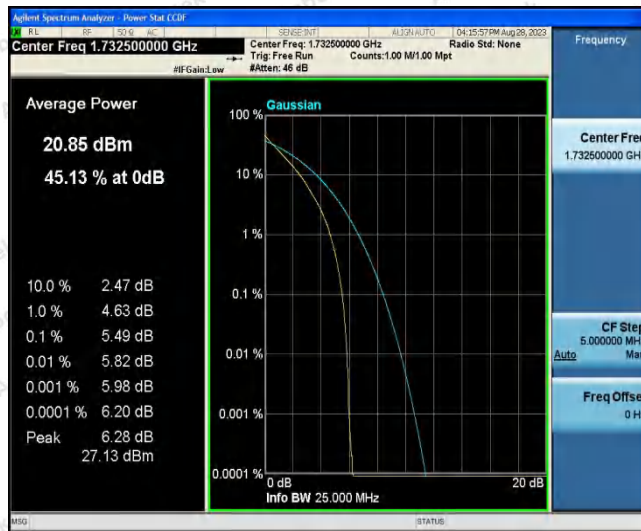 Agilent Spectrum Analyzer - Power Stat CCDF
RL RF 50 Ω AC SENSE:INT ALIGN AUTO 04:15:57 PM Aug 28, 2023
Center Freq 1.732500000 GHz
Center Freq: 1.732500000 GHz Radio Std: None
Trig: Free Run Counts:1.00 M/1.00 Mpt
#IFGain:Low #Atten: 46 dB
Frequency
Average Power
20.85 dBm
45.13 % at 0dB
10.0 % 2.47 dB
1.0 % 4.63 dB
0.1 % 5.49 dB
0.01 % 5.82 dB
0.001 % 5.98 dB
0.0001 % 6.20 dB
Peak 6.28 dB
27.13 dBm
Gaussian
100 %
10 %
1 %
0.1 %
0.01 %
0.001 %
0.0001 %
0 dB 20 dB
Info BW 25.000 MHz
Center Fre
1.732500000 GH
CF Ste
5.000000 MH
Auto Ma
Freq Offse
0 H
MSG STATUS